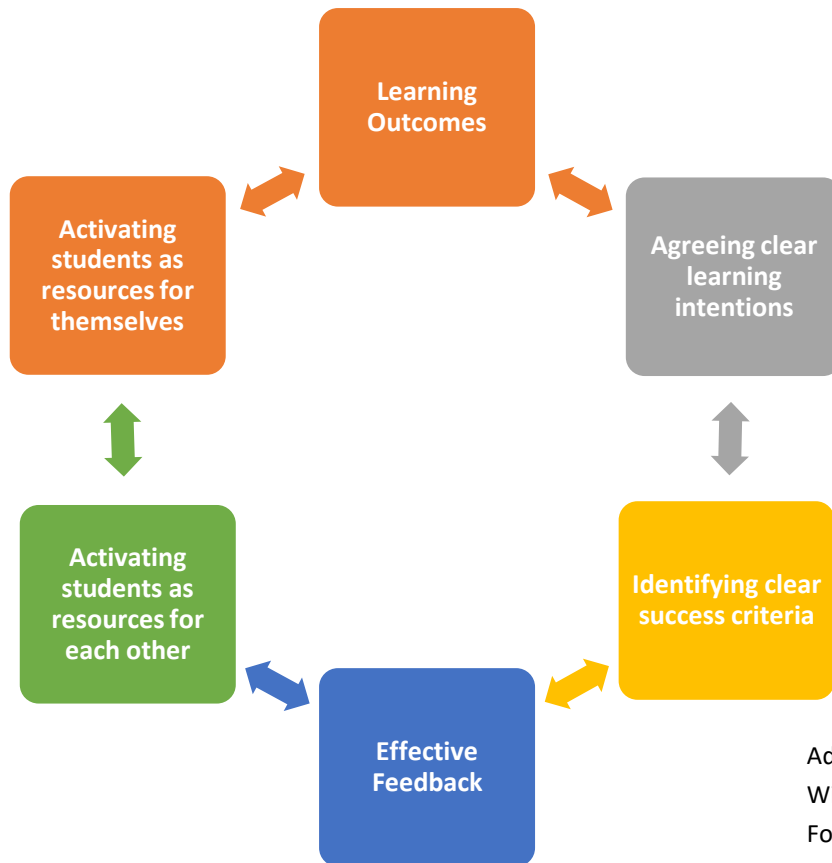 Learning
Outcomes
Agreeing clear
learning
intentions
Identifying clear
success criteria
Effective
Feedback
Activating
students as
resources for
each other
Activating
students as
resources for
themselves